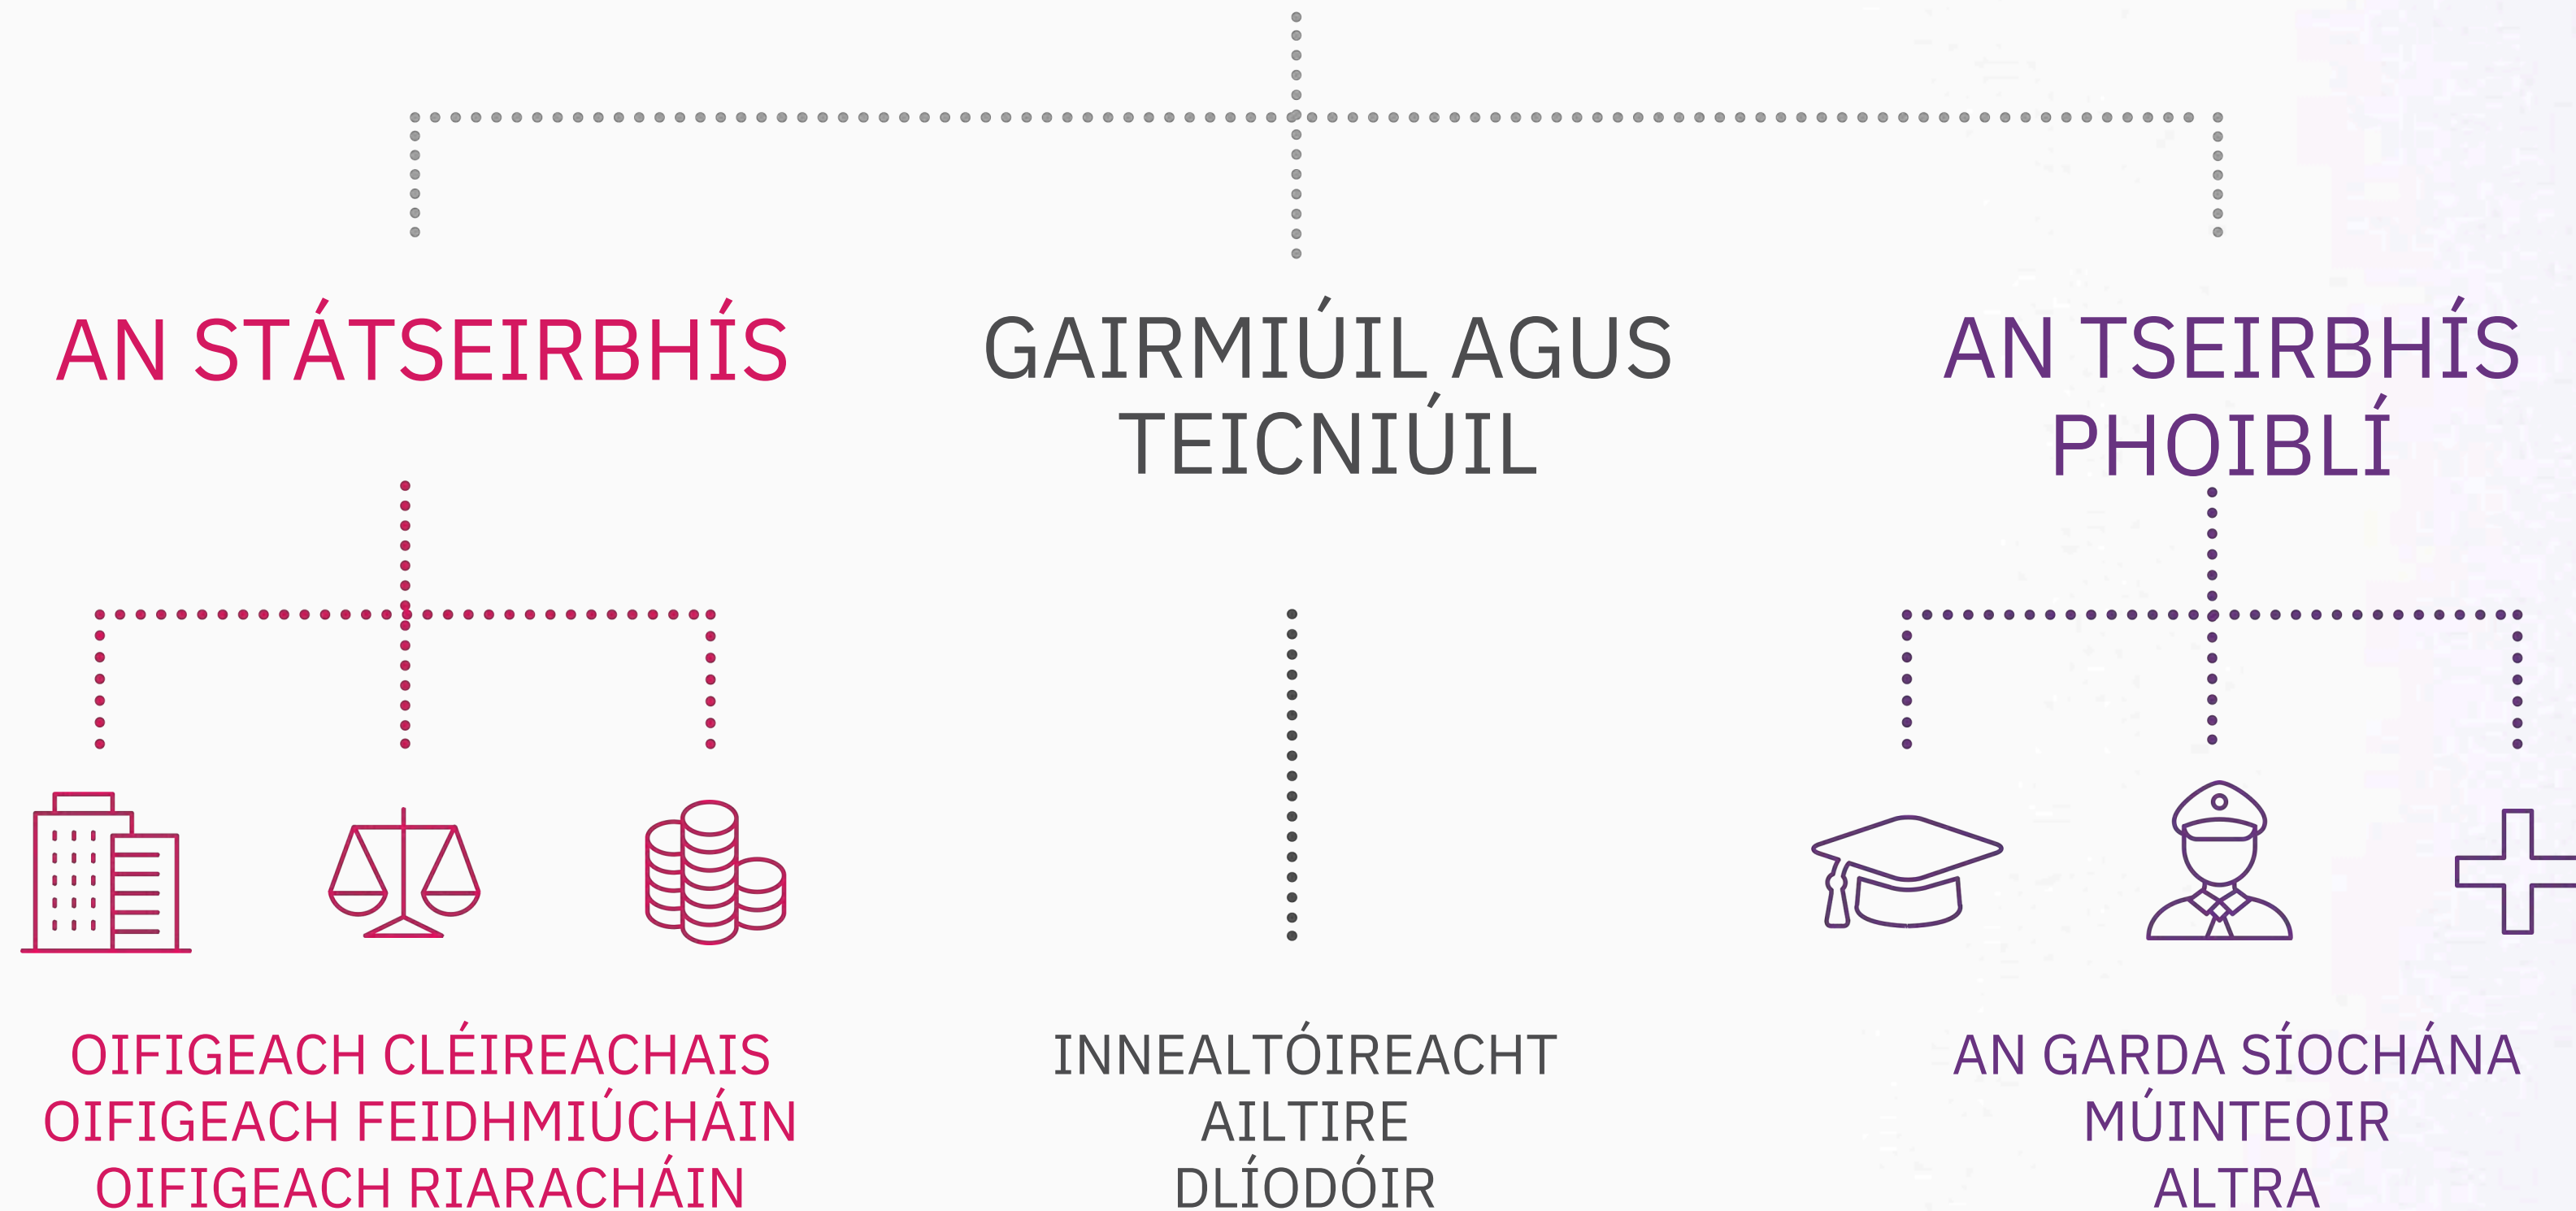 AN STÁTSEIRBHÍS
GAIRMIÚIL AGUS
TEICNIÚIL
AN TSEIRBHÍS
PHOIBLÍ
OIFIGEACH CLÉIREACHAIS
OIFIGEACH FEIDHMIÚCHÁIN
OIFIGEACH RIARACHÁIN
INNEALTÓIREACHT
AILTIRE
DLÍODÓIR
AN GARDA SÍOCHÁNA
MÚINTEOIR
ALTRA